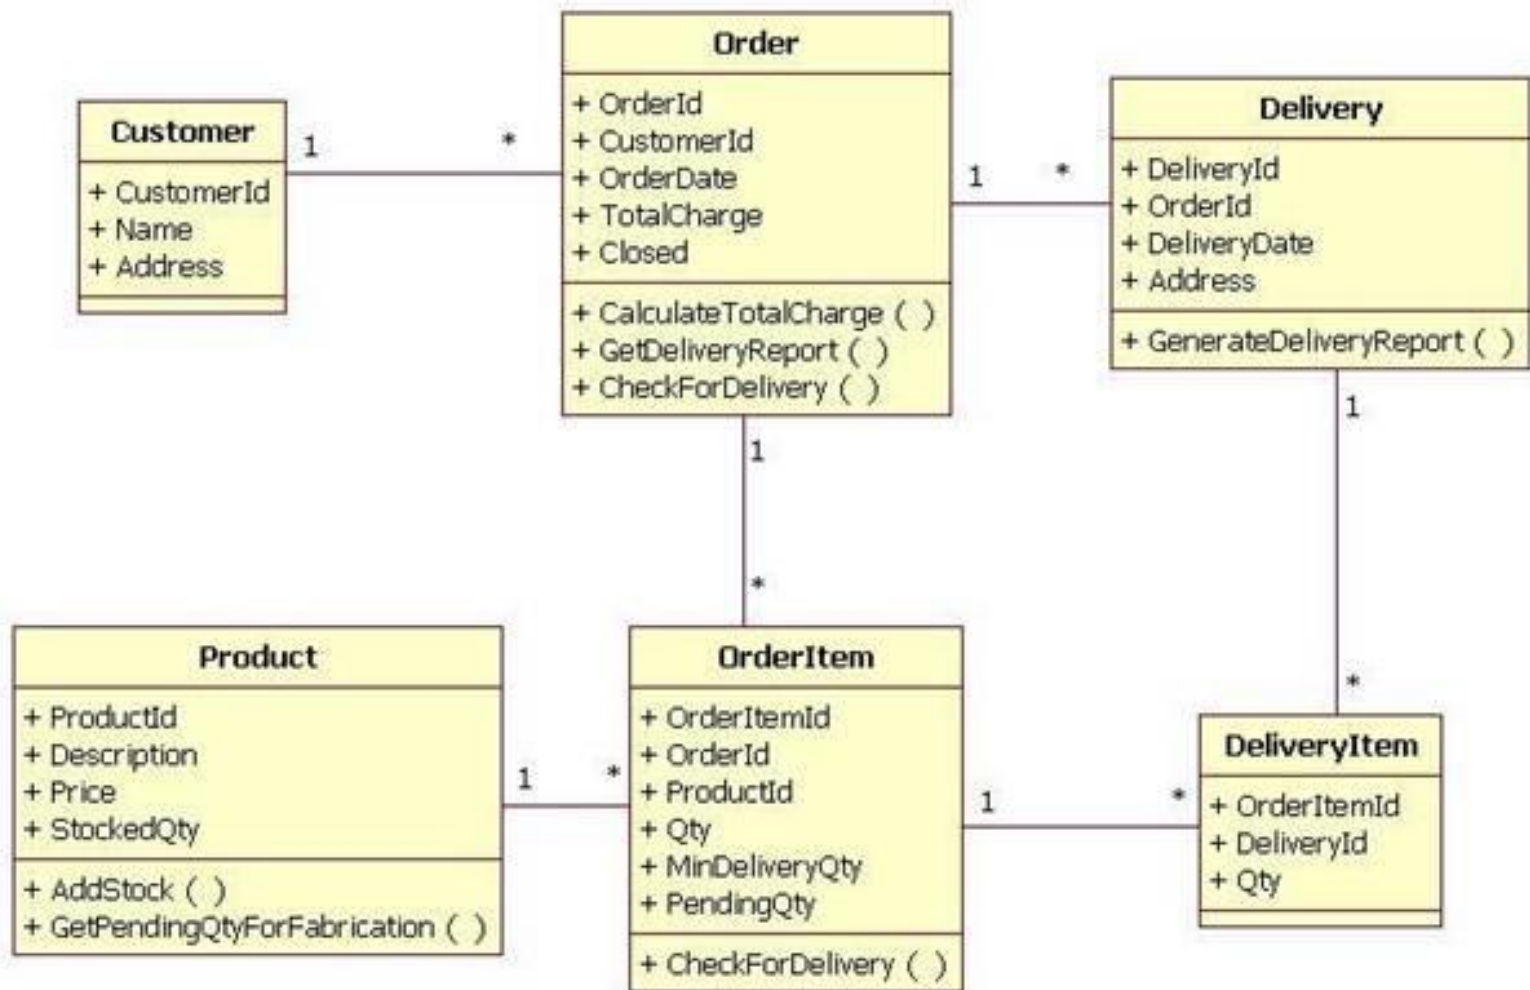 Customer
+ CustomerId
+ Name
+ Address
1
*
Order
+ OrderId
+ CustomerId
+ OrderDate
+ TotalCharge
+ Closed
+ CalculateTotalCharge ( )
+ GetDeliveryReport ( )
+ CheckForDelivery ( )
1
*
Delivery
+ DeliveryId
+ OrderId
+ DeliveryDate
+ Address
+ GenerateDeliveryReport ( )
1
*
1
*
Product
+ ProductId
+ Description
+ Price
+ StockedQty
+ AddStock ( )
+ GetPendingQtyForFabrication ( )
1
*
OrderItem
+ OrderItemId
+ OrderId
+ ProductId
+ Qty
+ MinDeliveryQty
+ PendingQty
+ CheckForDelivery ( )
1
*
DeliveryItem
+ OrderItemId
+ DeliveryId
+ Qty